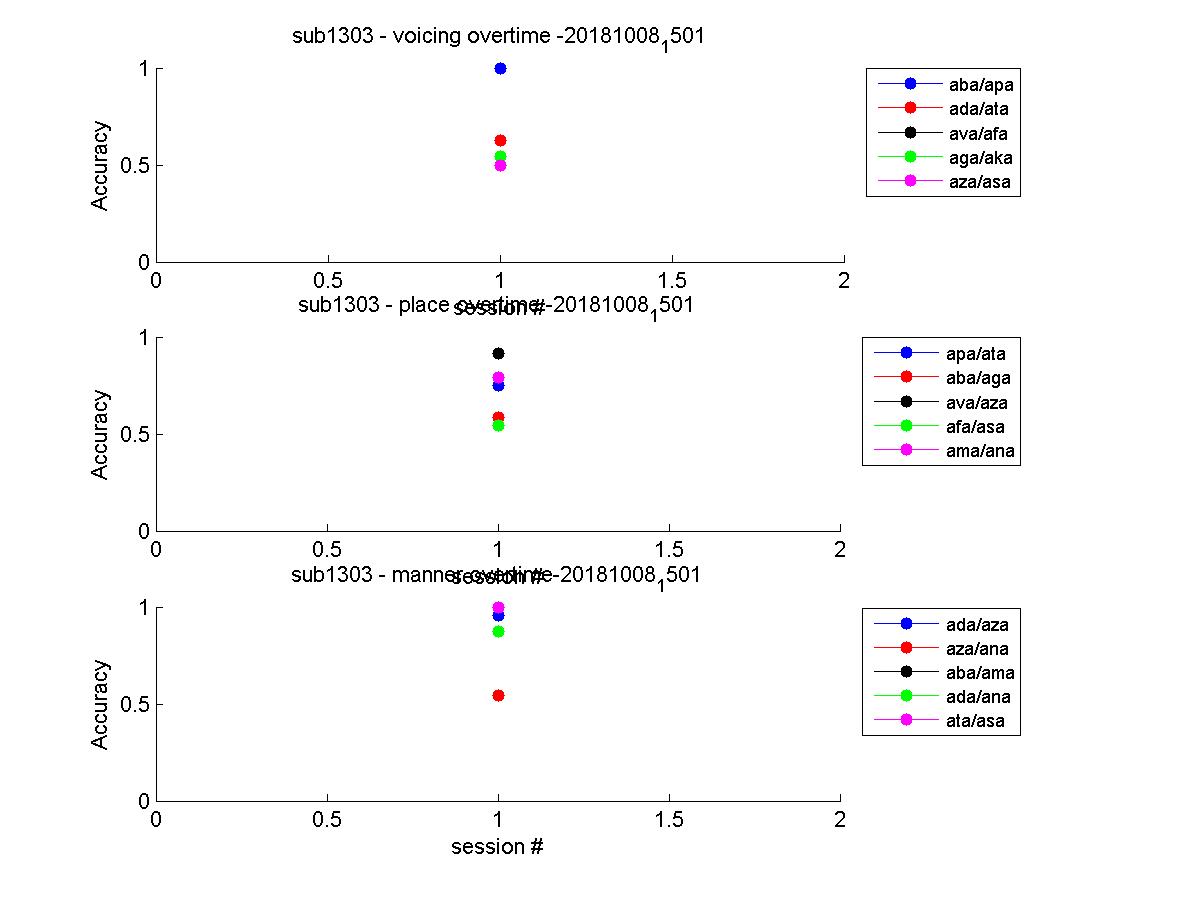 sub1303 - voicing overtime -20181008₁501
1
0.5
0
Accuracy
0 0.5 1 1.5 2
session #
aba/apa
ada/ata
ava/afa
aga/aka
aza/asa
sub1303 - place overtime -20181008₁501
1
0.5
0
Accuracy
0 0.5 1 1.5 2
session #
apa/ata
aba/aga
ava/aza
afa/asa
ama/ana
sub1303 - manner overtime-20181008₁501
1
0.5
0
Accuracy
0 0.5 1 1.5 2
session #
ada/aza
aza/ana
aba/ama
ada/ana
ata/asa